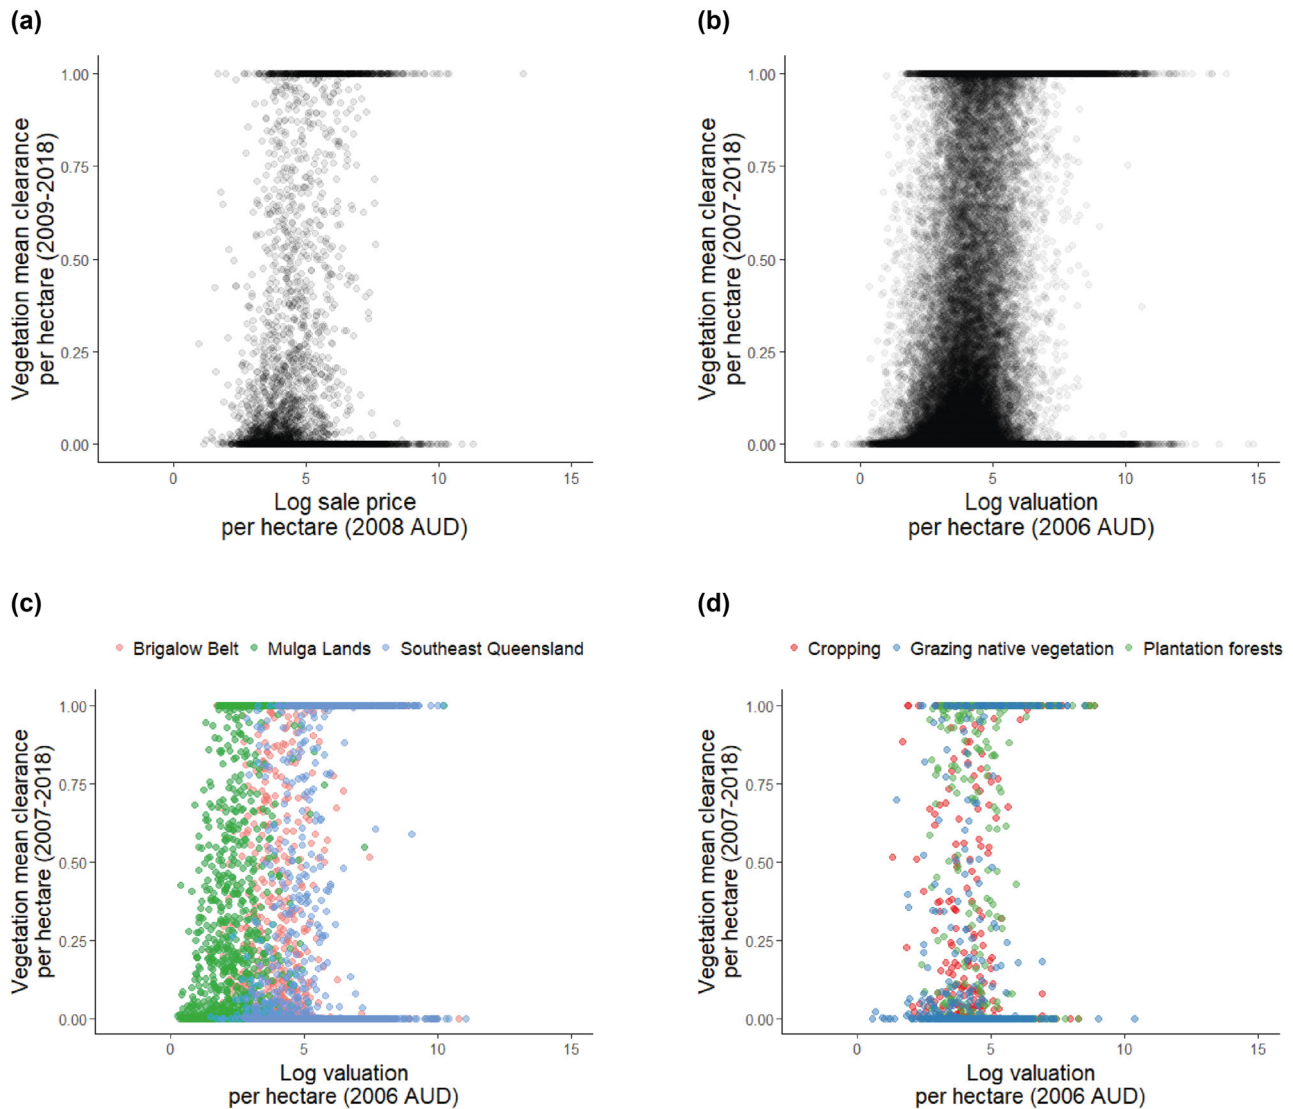 (a)
1.00
0.75
0.50
0.25
0.00
Vegetation mean clearance
per hectare (2009-2018)
0 5 10 15
Log sale price
per hectare (2008 AUD)
(b)
1.00
0.75
0.50
0.25
0.00
Vegetation mean clearance
per hectare (2007-2018)
0 5 10 15
Log valuation
per hectare (2006 AUD)
(c)
Brigalow Belt Mulga Lands Southeast Queensland
1.00
0.75
0.50
0.25
0.00
Vegetation mean clearance
per hectare (2007-2018)
0 5 10 15
Log valuation
per hectare (2006 AUD)
(d)
Cropping Grazing native vegetation Plantation forests
1.00
0.75
0.50
0.25
0.00
Vegetation mean clearance
per hectare (2007-2018)
0 5 10 15
Log valuation
per hectare (2006 AUD)